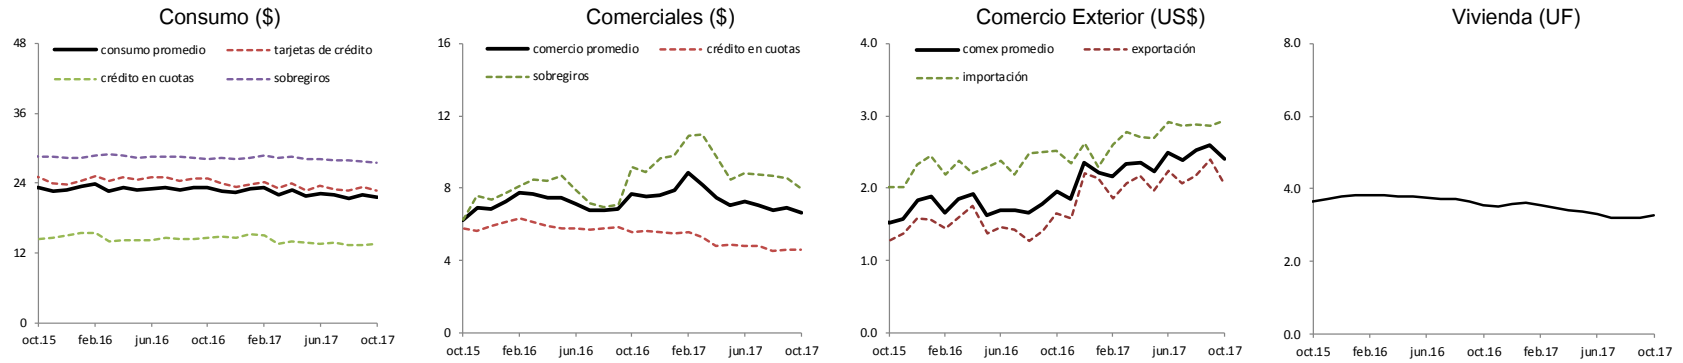 Consumo ($)
48
36
24
12
0
consumo promedio
tarjetas de crédito
crédito en cuotas
sobregiros
oct.15 feb.16 jun.16 oct.16 feb.17 jun.17 oct.17
Comerciales ($)
16
12
8
4
0
comercio promedio
crédito en cuotas
sobregiros
oct.15 feb.16 jun.16 oct.16 feb.17 jun.17 oct.17
Comercio Exterior (US$)
4.0
3.0
2.0
1.0
0.0
comex promedio
exportación
importación
oct.15 feb.16 jun.16 oct.16 feb.17 jun.17 oct.17
Vivienda (UF)
8.0
6.0
4.0
2.0
0.0
oct.15 feb.16 jun.16 oct.16 feb.17 jun.17 oct.17